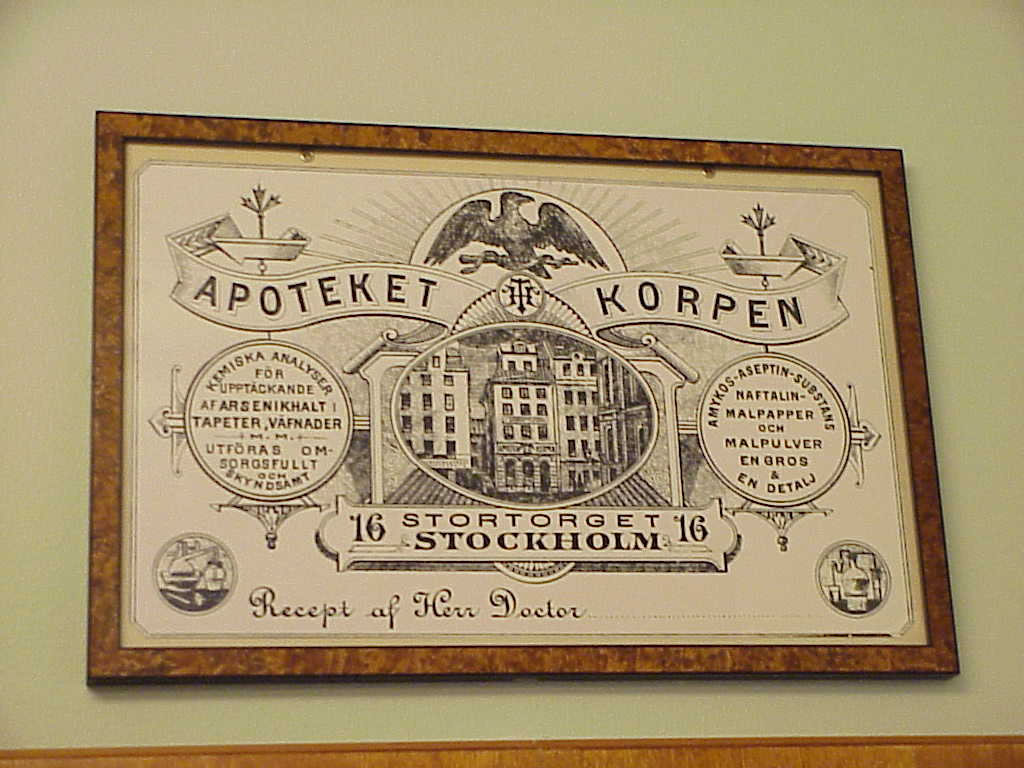 APOTEKET KORPEN
KEMISKA ANALYSER
FÖR
UPPTÄCKANDE
AF ARSENIKHALT I
TAPETER, VÄFNADER
M.M.
UTFÖRAS OM-
SORGSFULLT
OCH
SKYNDSAMT
AMYKOS-ASEPTIN-SUBSTANS
NAFTALIN-
MALPAPPER
OCH
MALPULVER
EN GROS
&
EN DETALJ
16 STORTORGET 16
STOCKHOLM
Recept af Herr Doctor